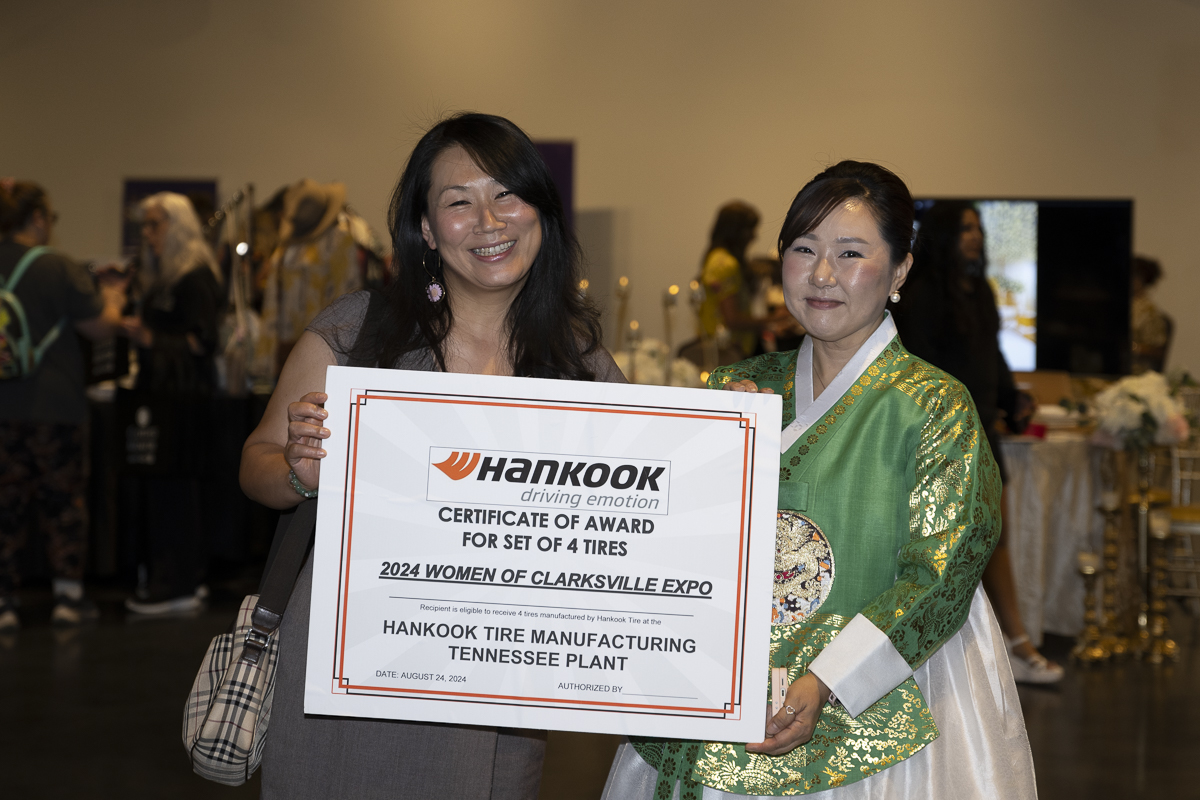 HANKOOK
driving emotion
CERTIFICATE OF AWARD
FOR SET OF 4 TIRES
2024 WOMEN OF CLARKSVILLE EXPO
Recipient is eligible to receive 4 tires manufactured by Hankook Tire at the
HANKOOK TIRE MANUFACTURING
TENNESSEE PLANT
DATE: AUGUST 24, 2024
AUTHORIZED BY